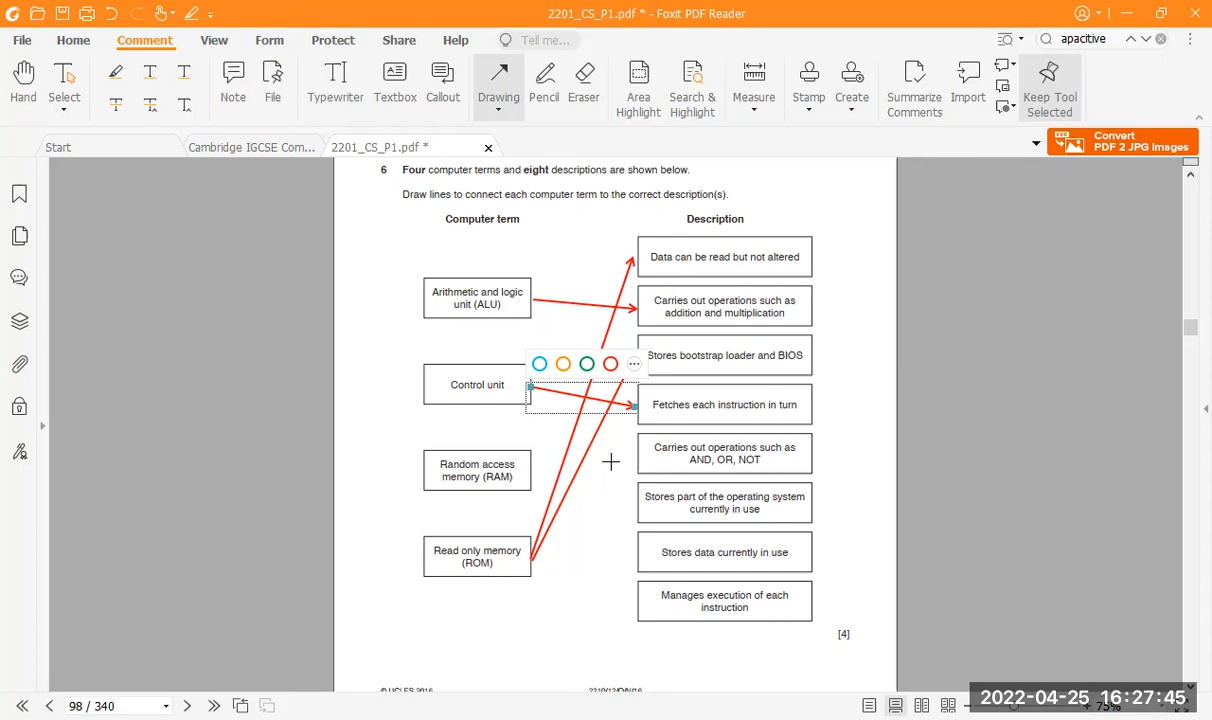 2201_CS_P1.pdf * - Foxit PDF Reader
File Home Comment View Form Protect Share Help Tell me... apacitive
Hand Select Note File Typewriter Textbox Callout Drawing Pencil Eraser Area Highlight Search & Highlight Measure Stamp Create Summarize Comments Import Keep Tool Selected
Start Cambridge IGCSE Com... 2201_CS_P1.pdf * Convert PDF 2 JPG Images
6 Four computer terms and eight descriptions are shown below.
Draw lines to connect each computer term to the correct description(s).
Computer term Description
Data can be read but not altered
Arithmetic and logic
unit (ALU)
Carries out operations such as
addition and multiplication
Stores bootstrap loader and BIOS
Control unit
Fetches each instruction in turn
Carries out operations such as
AND, OR, NOT
Random access
memory (RAM)
Stores part of the operating system
currently in use
Read only memory
(ROM)
Stores data currently in use
Manages execution of each
instruction
[4]
98 / 340
2022-04-25 16:27:45